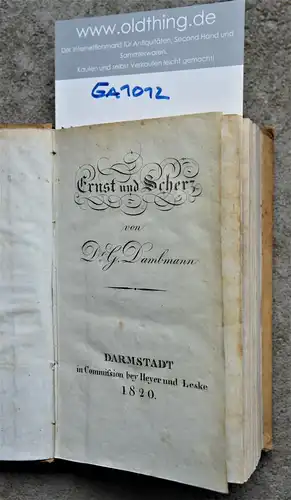 www.oldthing.de
Der Internetflohmarkt für Antiquitäten, Second Hand und
Sammlerwaren.
Kaufen und selber Verkaufen leicht gemacht!
GA1012
Ernst und Scherz
von
Dr. G. Dambmann
DARMSTADT
in Commission bey Heyer und Leske
1820.